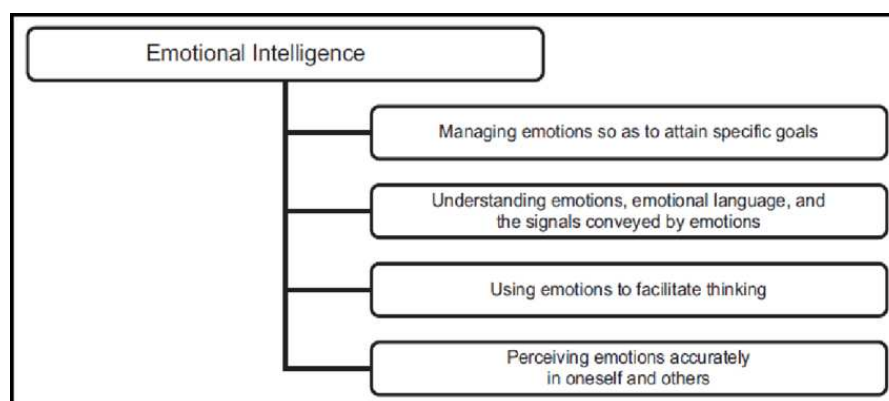 Emotional Intelligence
Managing emotions so as to attain specific goals
Understanding emotions, emotional language, and
the signals conveyed by emotions
Using emotions to facilitate thinking
Perceiving emotions accurately
in oneself and others